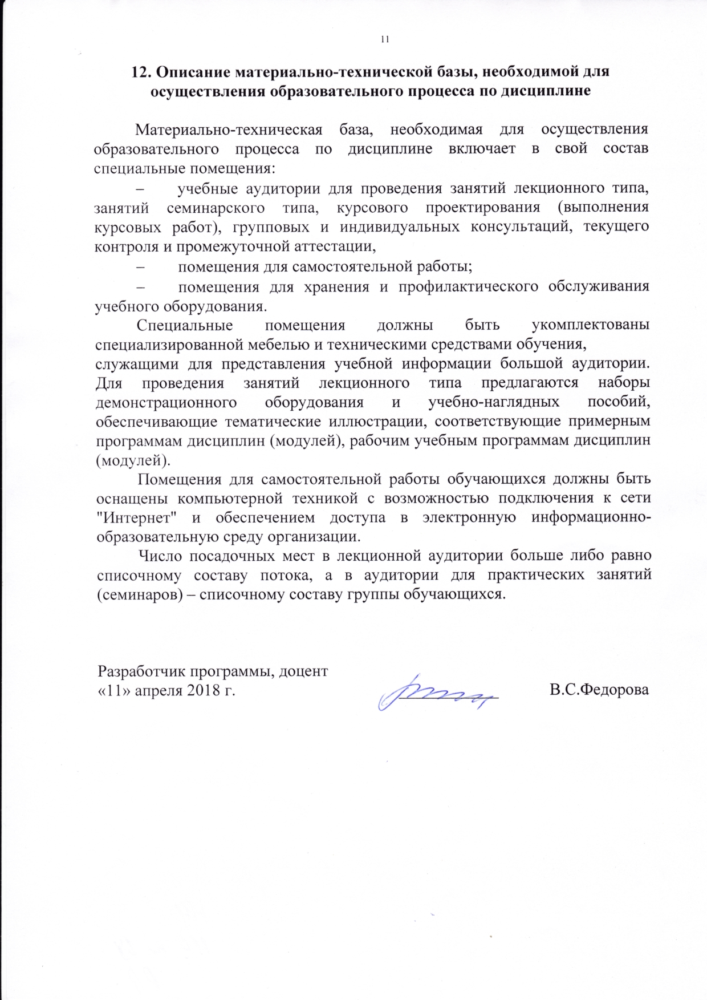 11
12. Описание материально-технической базы, необходимой для
осуществления образовательного процесса по дисциплине
Материально-техническая база, необходимая для осуществления
образовательного процесса по дисциплине включает в свой состав
специальные помещения:
– учебные аудитории для проведения занятий лекционного типа,
занятий семинарского типа, курсового проектирования (выполнения
курсовых работ), групповых и индивидуальных консультаций, текущего
контроля и промежуточной аттестации,
– помещения для самостоятельной работы;
– помещения для хранения и профилактического обслуживания
учебного оборудования.
Специальные помещения должны быть укомплектованы
специализированной мебелью и техническими средствами обучения,
служащими для представления учебной информации большой аудитории.
Для проведения занятий лекционного типа предлагаются наборы
демонстрационного оборудования и учебно-наглядных пособий,
обеспечивающие тематические иллюстрации, соответствующие примерным
программам дисциплин (модулей), рабочим учебным программам дисциплин
(модулей).
Помещения для самостоятельной работы обучающихся должны быть
оснащены компьютерной техникой с возможностью подключения к сети
"Интернет" и обеспечением доступа в электронную информационно-
образовательную среду организации.
Число посадочных мест в лекционной аудитории больше либо равно
списочному составу потока, а в аудитории для практических занятий
(семинаров) – списочному составу группы обучающихся.
Разработчик программы, доцент
«11» апреля 2018 г. В.С.Федорова